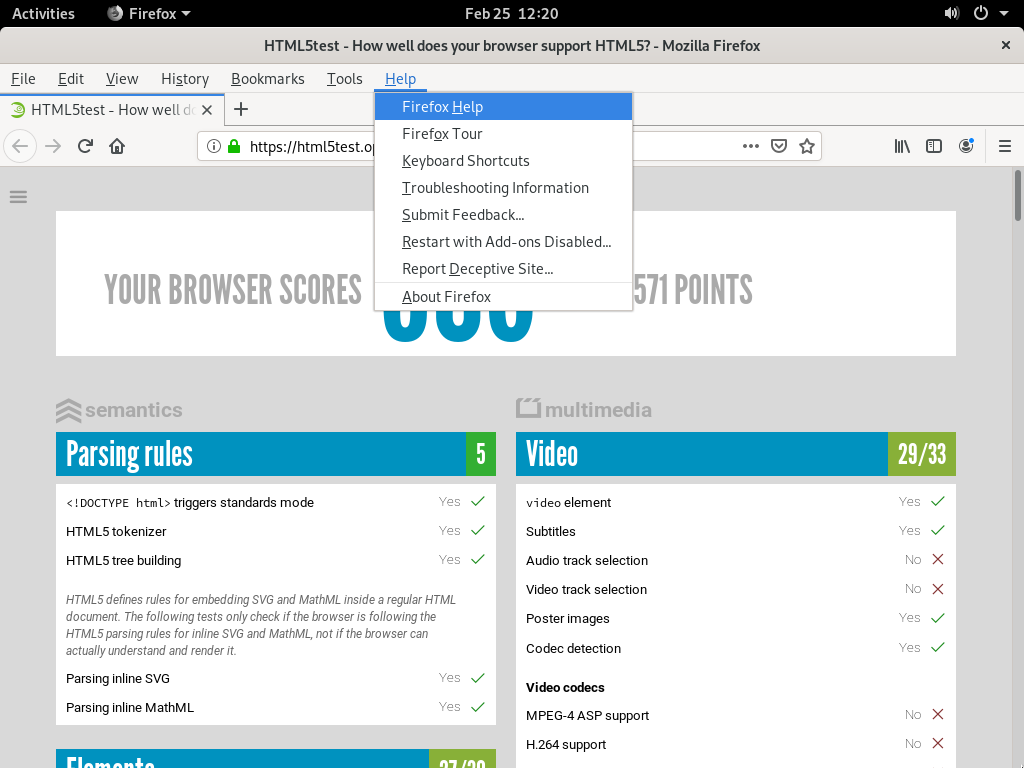 Activities Firefox Feb 25 12:20
HTML5test - How well does your browser support HTML5? - Mozilla Firefox
File Edit View History Bookmarks Tools Help
HTML5test - How well
https://html5test.op
Firefox Help
Firefox Tour
Keyboard Shortcuts
Troubleshooting Information
Submit Feedback...
Restart with Add-ons Disabled...
Report Deceptive Site...
About Firefox
YOUR BROWSER SCORES 571 POINTS
semantics
Parsing rules 5
<!DOCTYPE html> triggers standards mode Yes
HTML5 tokenizer Yes
HTML5 tree building Yes
HTML5 defines rules for embedding SVG and MathML inside a regular HTML
document. The following tests only check if the browser is following the
HTML5 parsing rules for inline SVG and MathML, not if the browser can
actually understand and render it.
Parsing inline SVG Yes
Parsing inline MathML Yes
Elements 27/30
multimedia
Video 29/33
video element Yes
Subtitles Yes
Audio track selection No
Video track selection No
Poster images Yes
Codec detection Yes
Video codecs
MPEG-4 ASP support No
H.264 support No